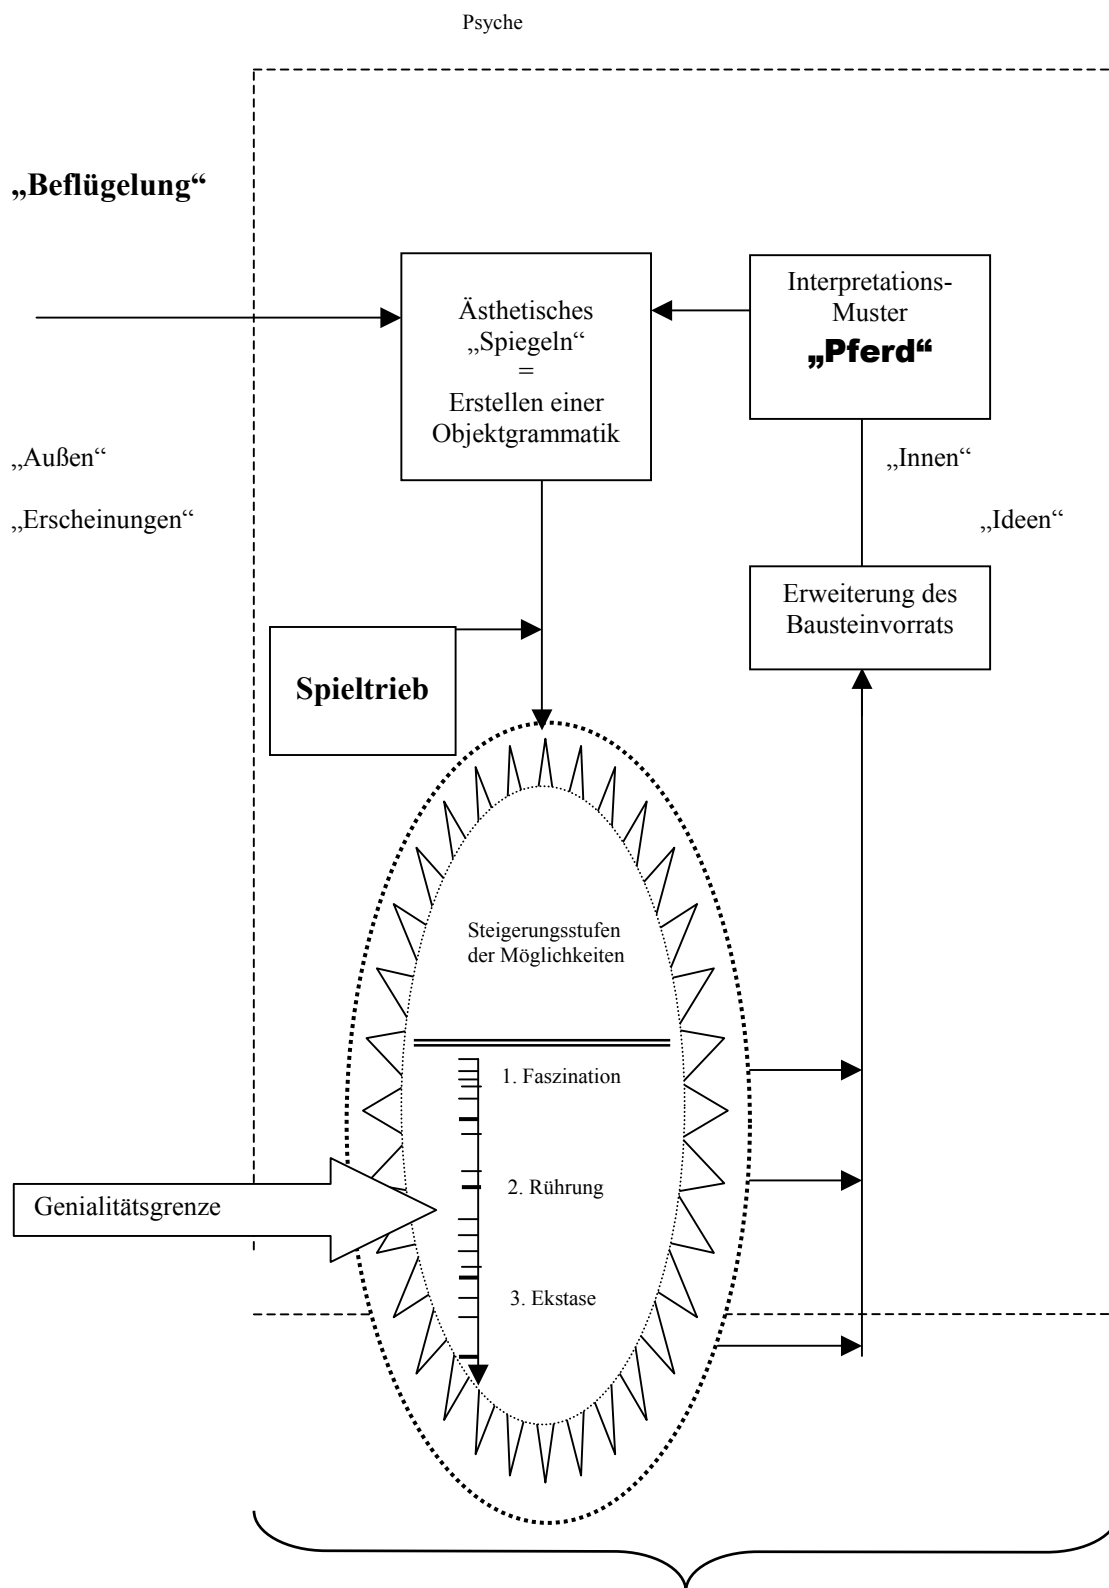 Psyche
„Beflügelung“
Ästhetisches
„Spiegeln“
=
Erstellen einer
Objektgrammatik
Interpretations-
Muster
„Pferd“
„Außen“
„Innen“
„Erscheinungen“
„Ideen“
Erweiterung des
Bausteinvorrats
Spieltrieb
Steigerungsstufen
der Möglichkeiten
1. Faszination
2. Rührung
Genialitätsgrenze
3. Ekstase